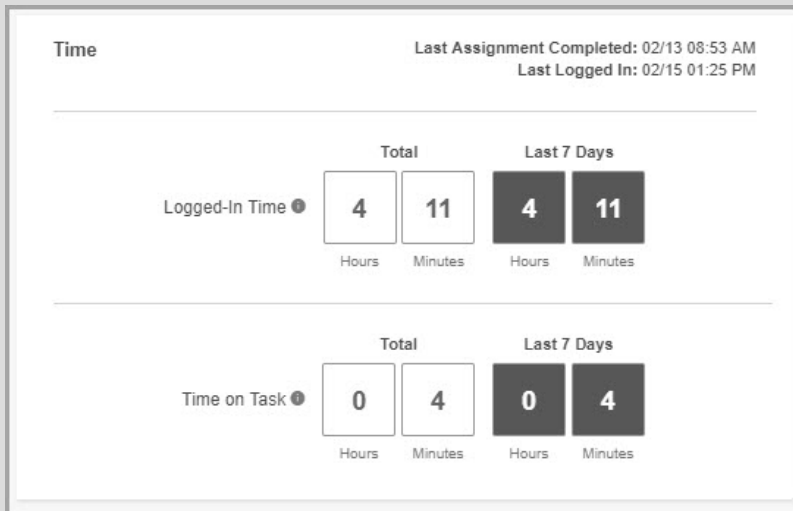 Time
Last Assignment Completed: 02/13 08:53 AM
Last Logged In: 02/15 01:25 PM
Total Last 7 Days
Logged-In Time 4 11 4 11
Hours Minutes Hours Minutes
Total Last 7 Days
Time on Task 0 4 0 4
Hours Minutes Hours Minutes